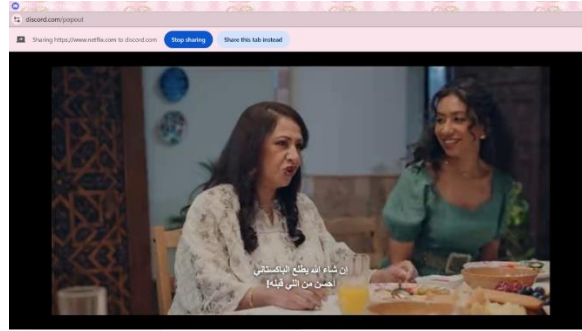 discord.com/popout
Sharing https://www.netflix.com to discord.com
Stop sharing
Share this tab instead
إن شاء الله يطلع الباكستاني
أحسن من اللي قبله!